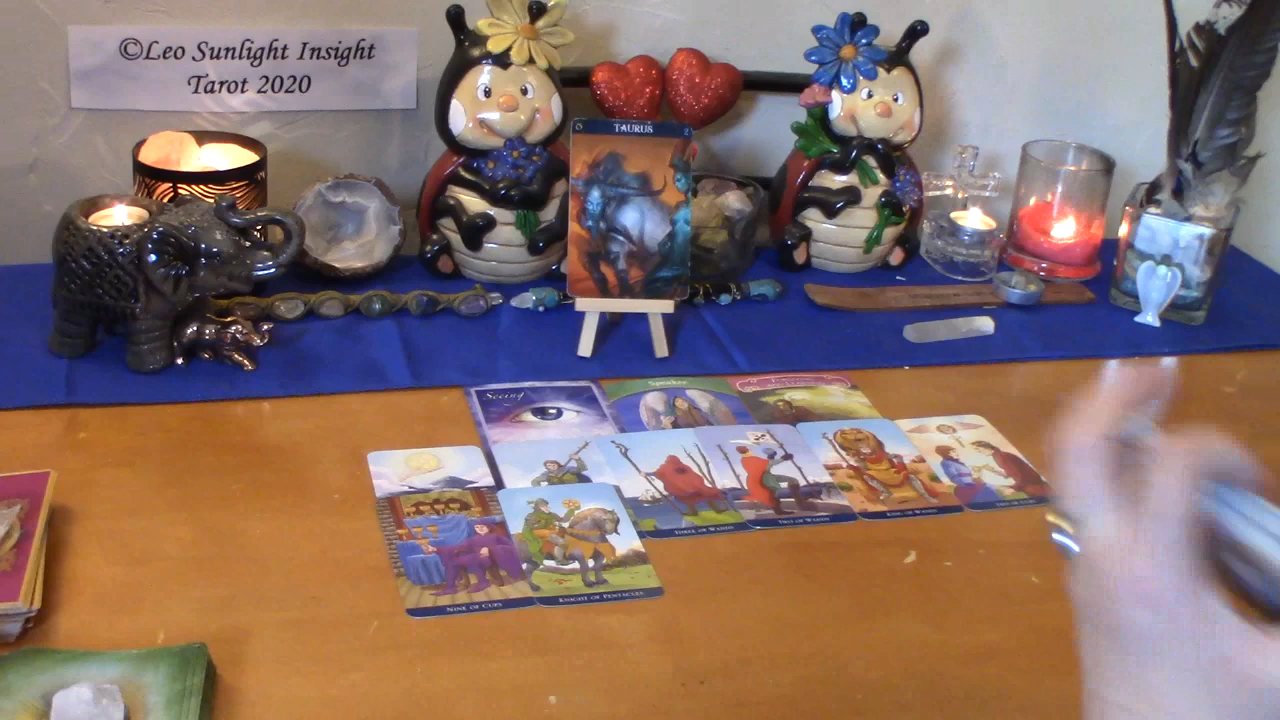 ©Leo Sunlight Insight
Tarot 2020
TAURUS
Seeing
Speaker
NINE OF CUPS
KNIGHT OF PENTACLES
THREE OF WANDS
TWO OF WANDS
KING OF WANDS